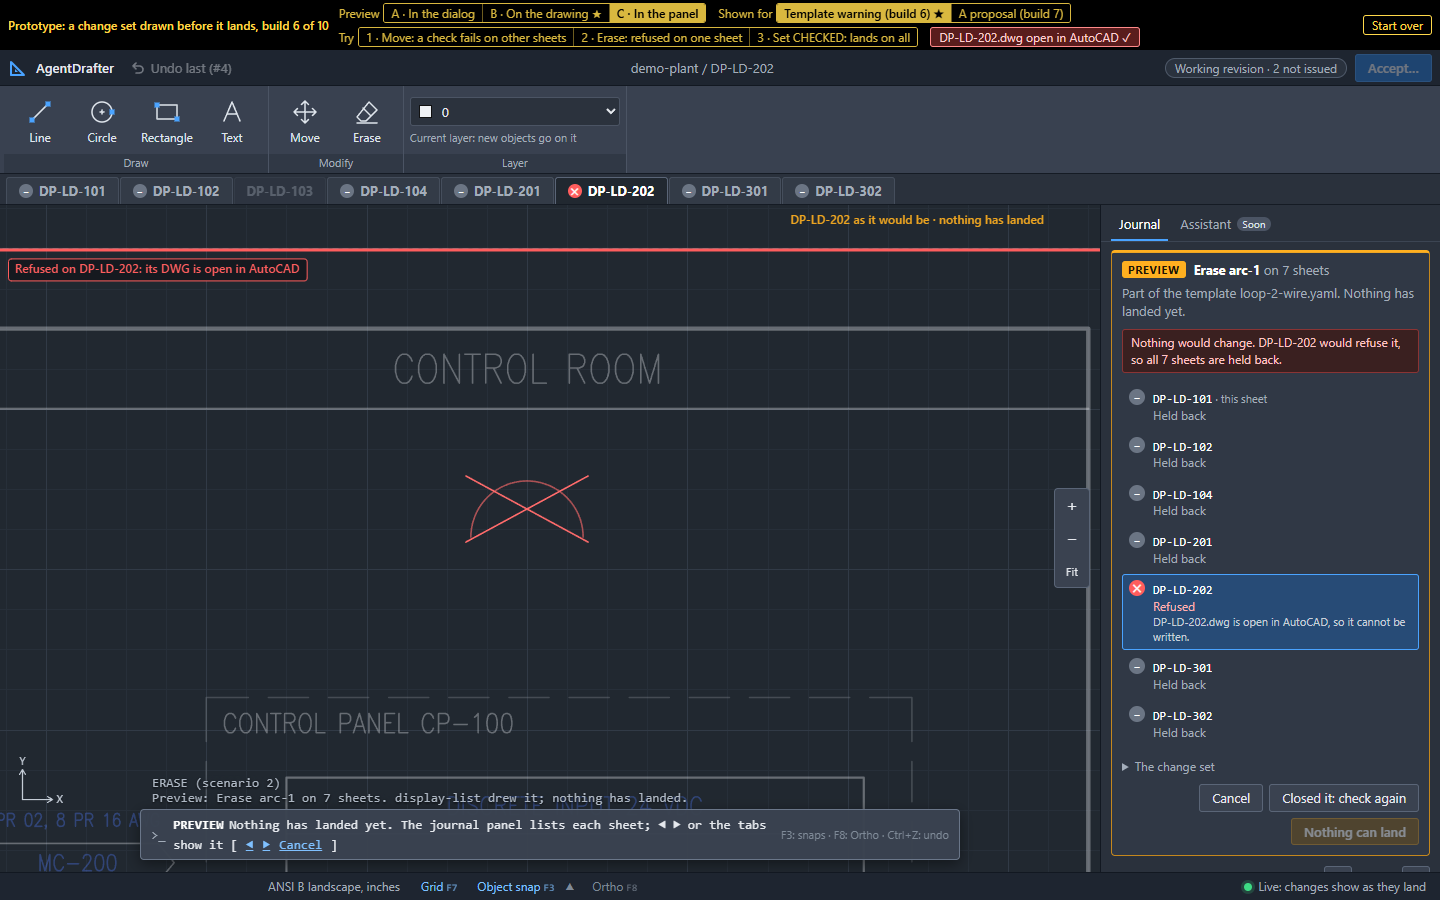 Prototype: a change set drawn before it lands, build 6 of 10
Preview A · In the dialog B · On the drawing ★ C · In the panel Shown for Template warning (build 6) ★ A proposal (build 7)
Try 1 · Move: a check fails on other sheets 2 · Erase: refused on one sheet 3 · Set CHECKED: lands on all DP-LD-202.dwg open in AutoCAD ✓
Start over
AgentDrafter Undo last (#4) demo-plant / DP-LD-202 Working revision · 2 not issued Accept...
Line Circle Rectangle Text Move Erase
0
Current layer: new objects go on it
Draw Modify Layer
DP-LD-101 DP-LD-102 DP-LD-103 DP-LD-104 DP-LD-201 DP-LD-202 DP-LD-301 DP-LD-302
DP-LD-202 as it would be · nothing has landed
Refused on DP-LD-202: its DWG is open in AutoCAD
CONTROL ROOM
+
−
Fit
CONTROL PANEL CP-100
Y
X
ERASE (scenario 2)
Preview: Erase arc-1 on 7 sheets. display-list drew it; nothing has landed.
PR 02, 8 PR 16 A
MC-200
>_ PREVIEW Nothing has landed yet. The journal panel lists each sheet; ◄ ► or the tabs
show it [ ◄ ► Cancel ]
F3: snaps · F8: Ortho · Ctrl+Z: undo
Journal Assistant Soon
PREVIEW Erase arc-1 on 7 sheets
Part of the template loop-2-wire.yaml. Nothing has
landed yet.
Nothing would change. DP-LD-202 would refuse it,
so all 7 sheets are held back.
DP-LD-101 · this sheet
Held back
DP-LD-102
Held back
DP-LD-104
Held back
DP-LD-201
Held back
DP-LD-202
Refused
DP-LD-202.dwg is open in AutoCAD, so it cannot be
written.
DP-LD-301
Held back
DP-LD-302
Held back
▶ The change set
Cancel Closed it: check again
Nothing can land
ANSI B landscape, inches Grid F7 Object snap F3 ▲ Ortho F8 Live: changes show as they land